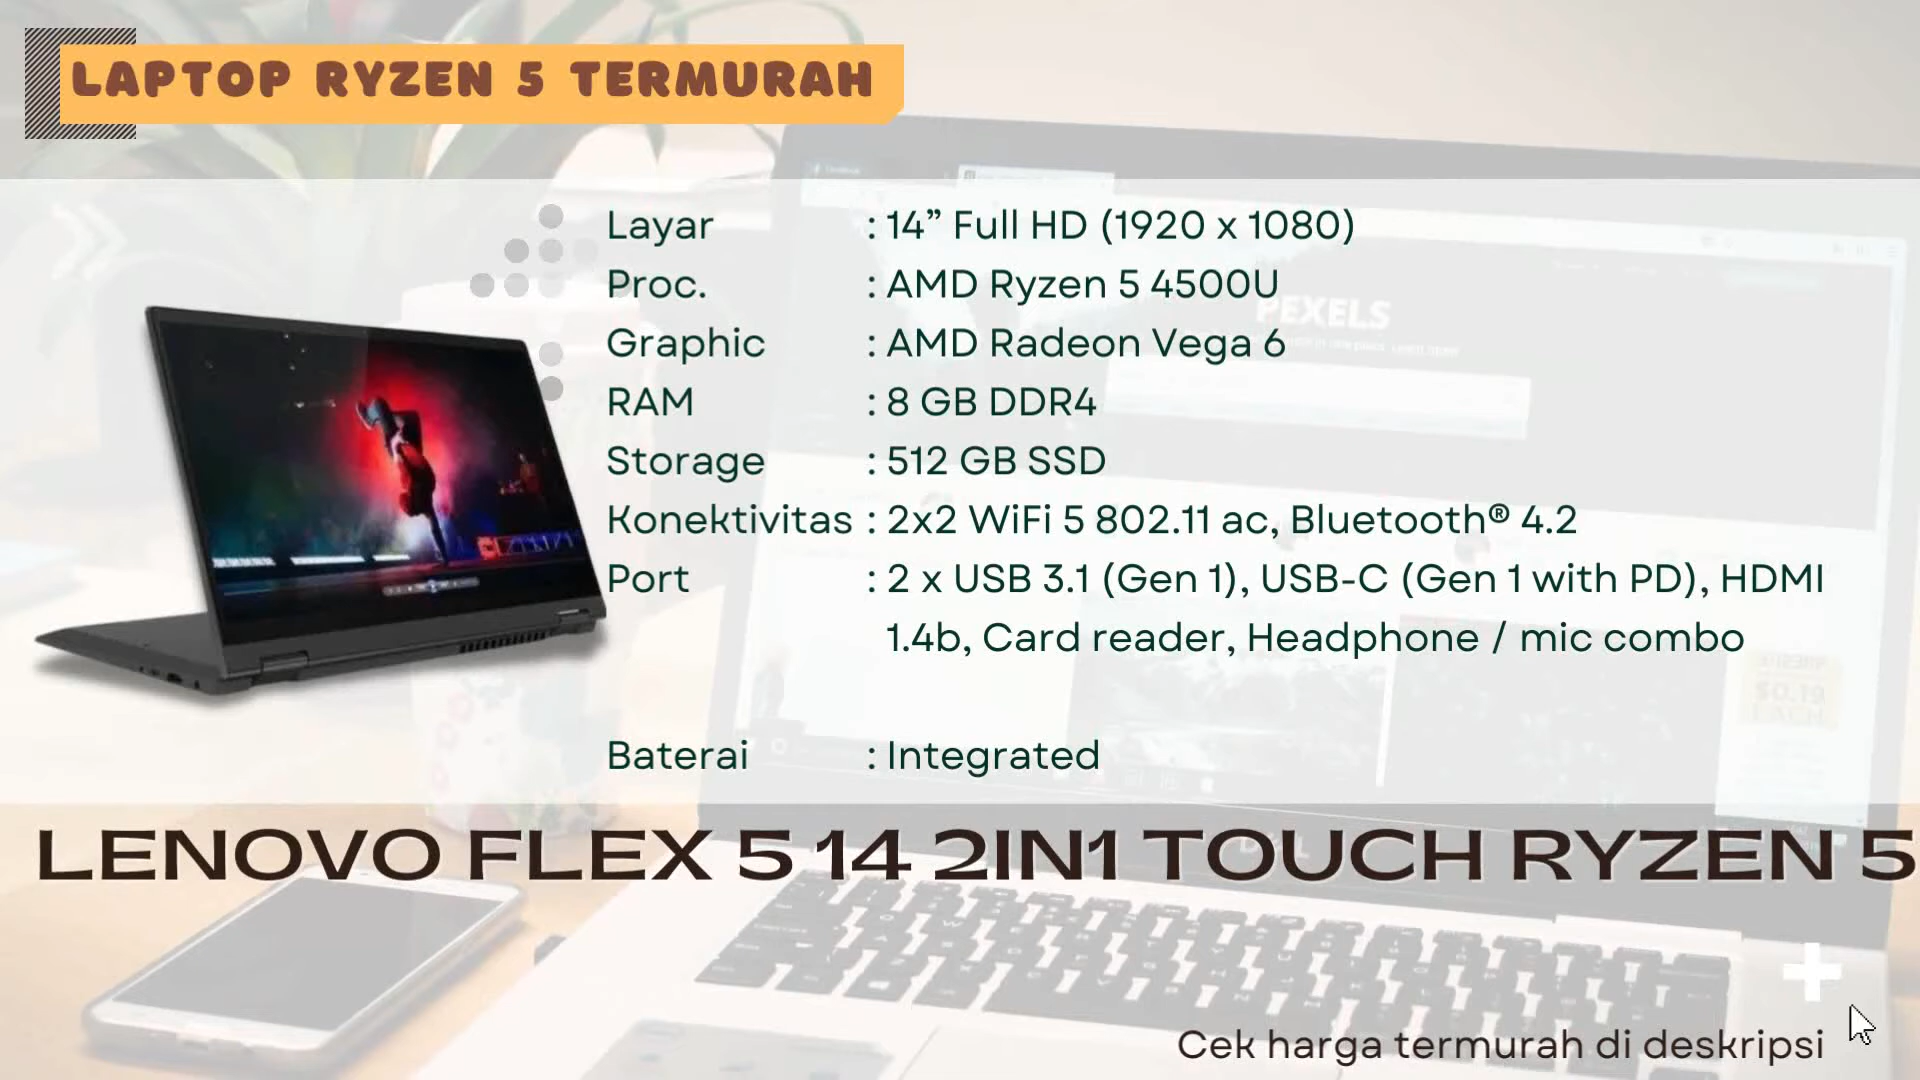 LAPTOP RYZEN 5 TERMURAH
Layar : 14” Full HD (1920 x 1080)
Proc. : AMD Ryzen 5 4500U
Graphic : AMD Radeon Vega 6
RAM : 8 GB DDR4
Storage : 512 GB SSD
Konektivitas : 2x2 WiFi 5 802.11 ac, Bluetooth® 4.2
Port : 2 x USB 3.1 (Gen 1), USB-C (Gen 1 with PD), HDMI
1.4b, Card reader, Headphone / mic combo
Baterai : Integrated
PEXELS
LENOVO FLEX 5 14 2IN1 TOUCH RYZEN 5
Cek harga termurah di deskripsi